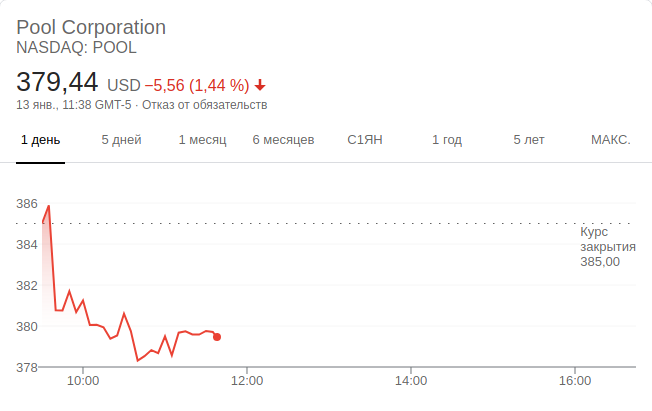 Pool Corporation
NASDAQ: POOL
379,44 USD −5,56 (1,44 %)
13 янв., 11:38 GMT-5 · Отказ от обязательств
1 день 5 дней 1 месяц 6 месяцев С1ЯН 1 год 5 лет МАКС.
386
384
382
380
378
Курс
закрытия
385,00
10:00 12:00 14:00 16:00